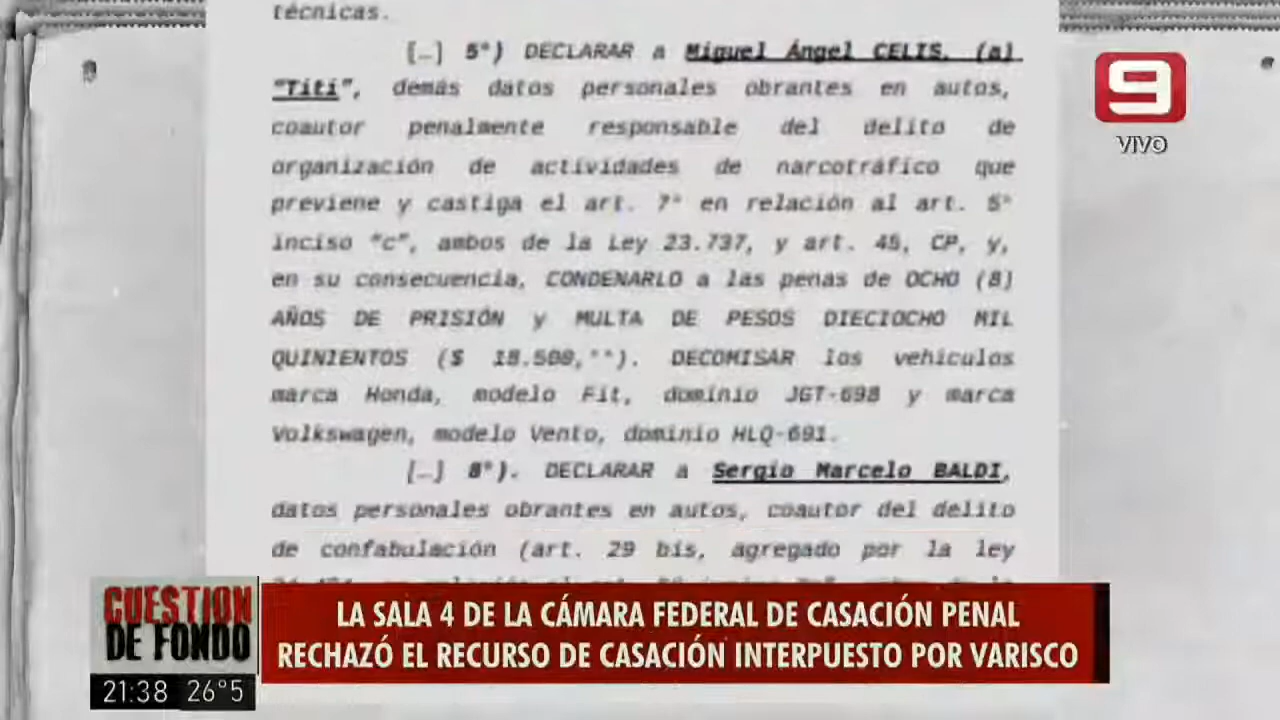 técnicas.
[…] 5°) DECLARAR a Miguel Ángel CELIS, (a)
"Titi", demás datos personales obrantes en autos,
coautor penalmente responsable del delito de
organización de actividades de narcotráfico que
previene y castiga el art. 7° en relación al art. 5°
inciso "c", ambos de la Ley 23.737, y art. 45, CP, y,
en su consecuencia, CONDENARLO a las penas de OCHO (8)
AÑOS DE PRISIÓN y MULTA DE PESOS DIECIOCHO MIL
QUINIENTOS ($ 18.500,°°). DECOMISAR los vehículos
marca Honda, modelo Fit, dominio JGT-698 y marca
Volkswagen, modelo Vento, dominio HLQ-691.
[…] 8°). DECLARAR a Sergio Marcelo BALDI,
datos personales obrantes en autos, coautor del delito
de confabulación (art. 29 bis, agregado por la ley
9
VIVO
CUESTION
DE FONDO
LA SALA 4 DE LA CÁMARA FEDERAL DE CASACIÓN PENAL
RECHAZÓ EL RECURSO DE CASACIÓN INTERPUESTO POR VARISCO
21:38 26°5